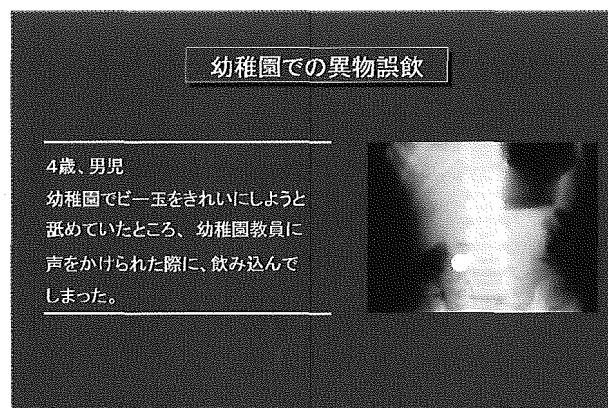 幼稚園での異物誤飲
4歳、男児
幼稚園でビー玉をきれいにしようと
舐めていたところ、幼稚園教員に
声をかけられた際に、飲み込んで
しまった。